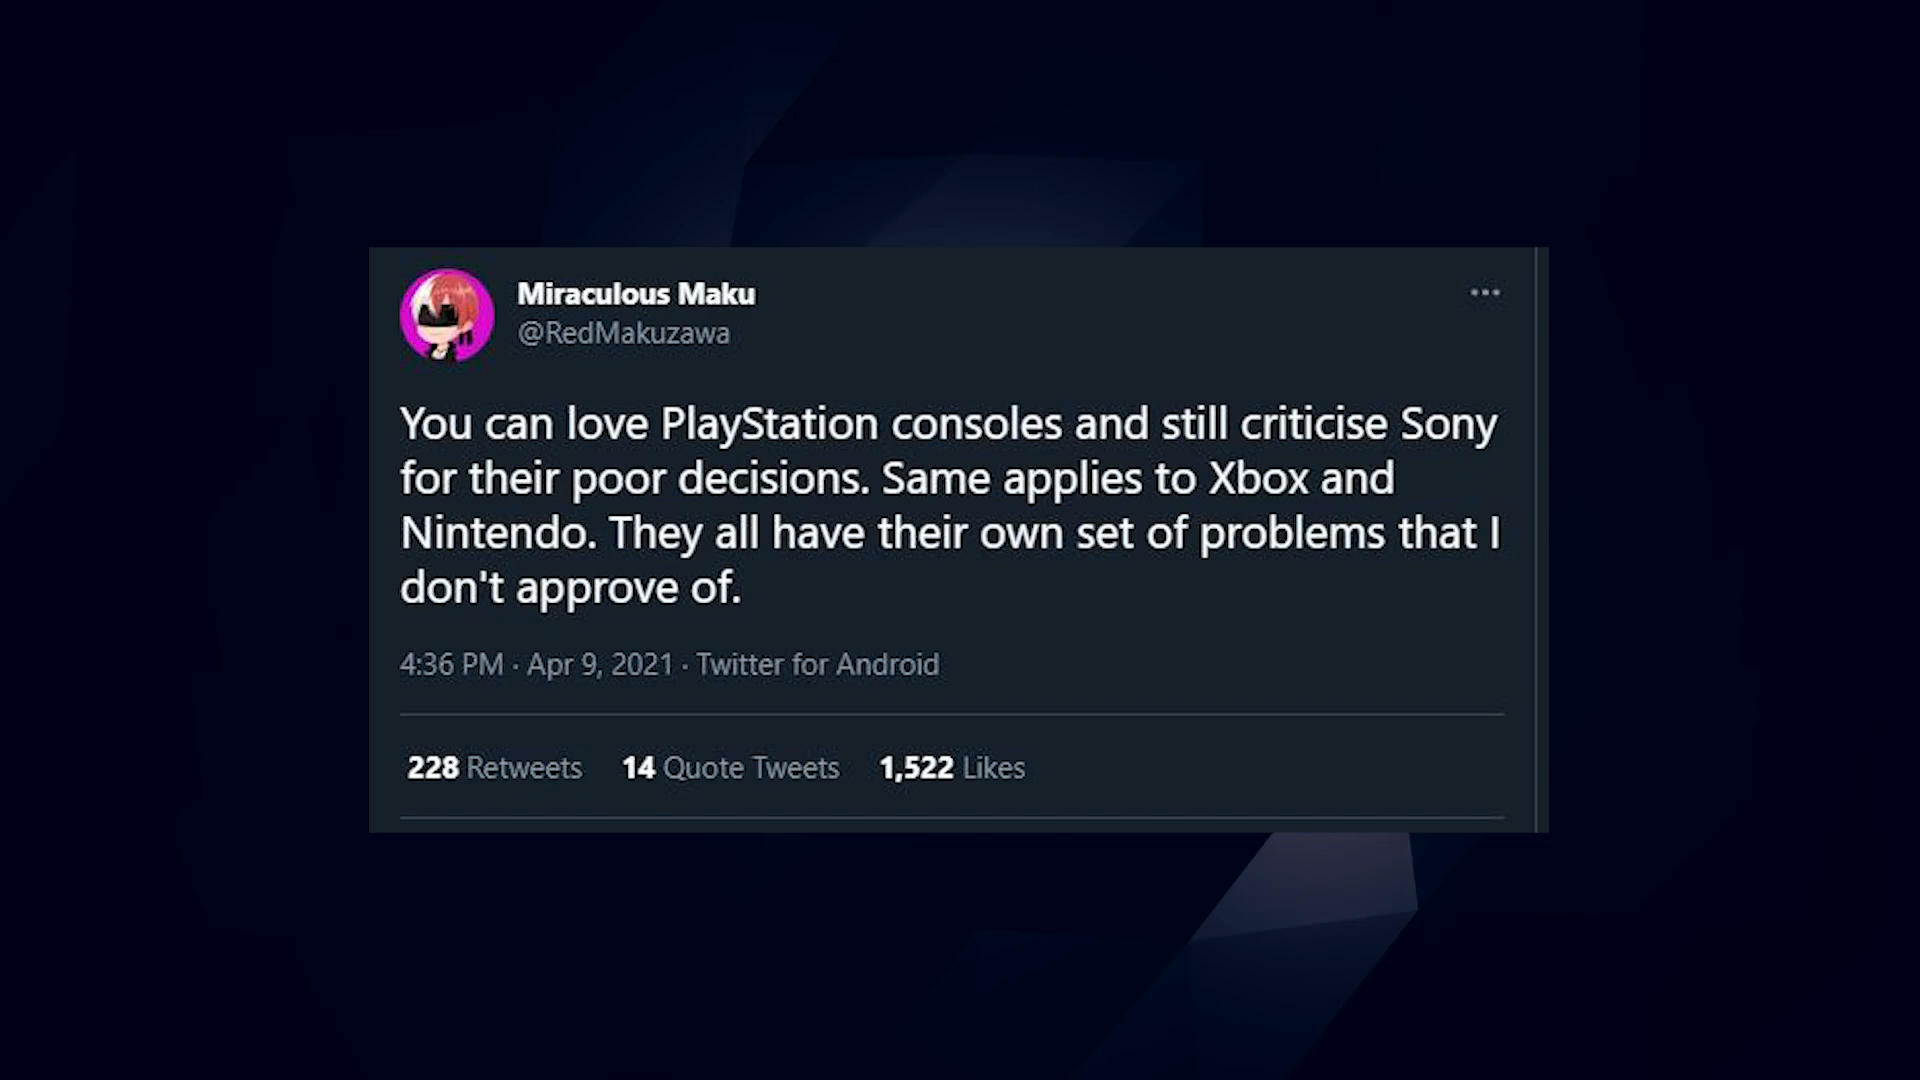 Miraculous Maku
@RedMakuzawa
You can love PlayStation consoles and still criticise Sony
for their poor decisions. Same applies to Xbox and
Nintendo. They all have their own set of problems that I
don't approve of.
4:36 PM · Apr 9, 2021 · Twitter for Android
228 Retweets 14 Quote Tweets 1,522 Likes